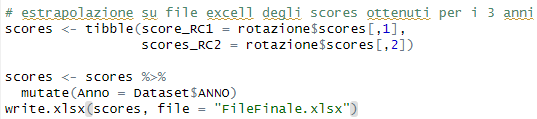 # estrapolazione su file excell degli scores ottenuti per i 3 anni
scores <- tibble(score_RC1 = rotazione$scores[,1],
scores_RC2 = rotazione$scores[,2])
scores <- scores %>%
mutate(Anno = Dataset$ANNO)
write.xlsx(scores, file = "FileFinale.xlsx")